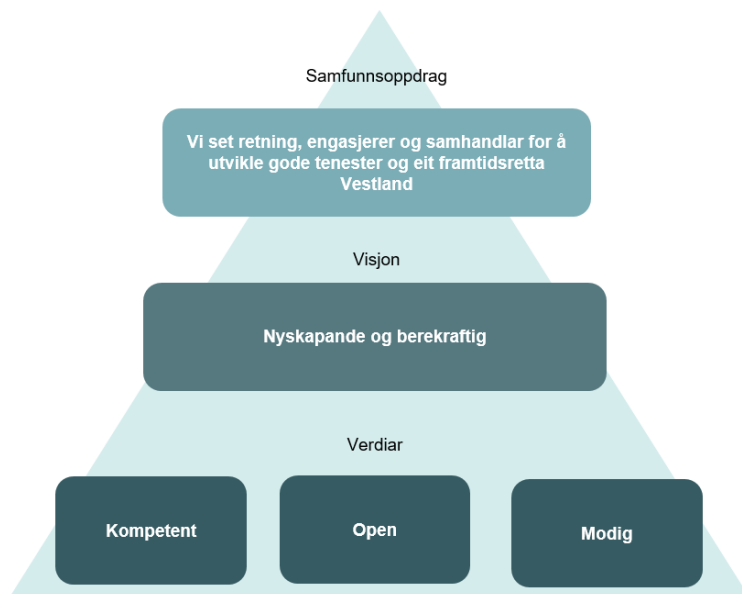 Samfunnsoppdrag
Vi set retning, engasjerer og samhandlar for å
utvikle gode tenester og eit framtidsretta
Vestland
Visjon
Nyskapande og berekraftig
Verdiar
Kompetent
Open
Modig